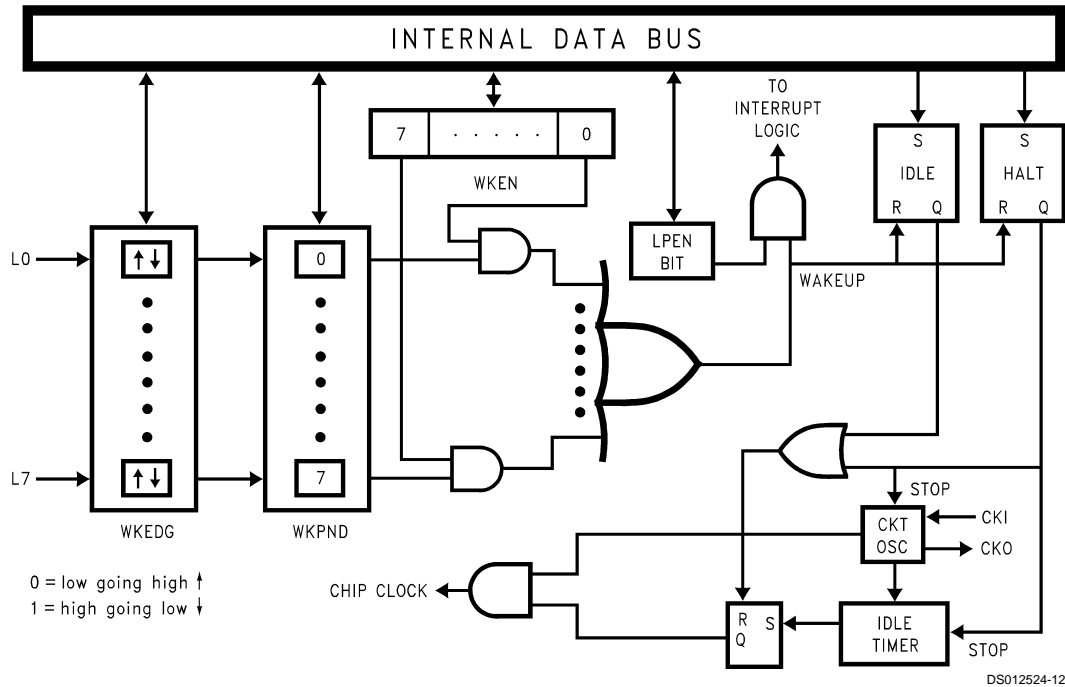 INTERNAL DATA BUS
TO
INTERRUPT
LOGIC
7 · · · · · 0
WKEN
S
IDLE
R Q
S
HALT
R Q
LPEN
BIT
WAKEUP
L0
↑↓
0
L7
↑↓
7
WKEDG
WKPND
STOP
CKT
OSC
CKI
CKO
0 = low going high ↑
1 = high going low ↓
CHIP CLOCK
R S
Q
IDLE
TIMER
STOP
DS012524-12